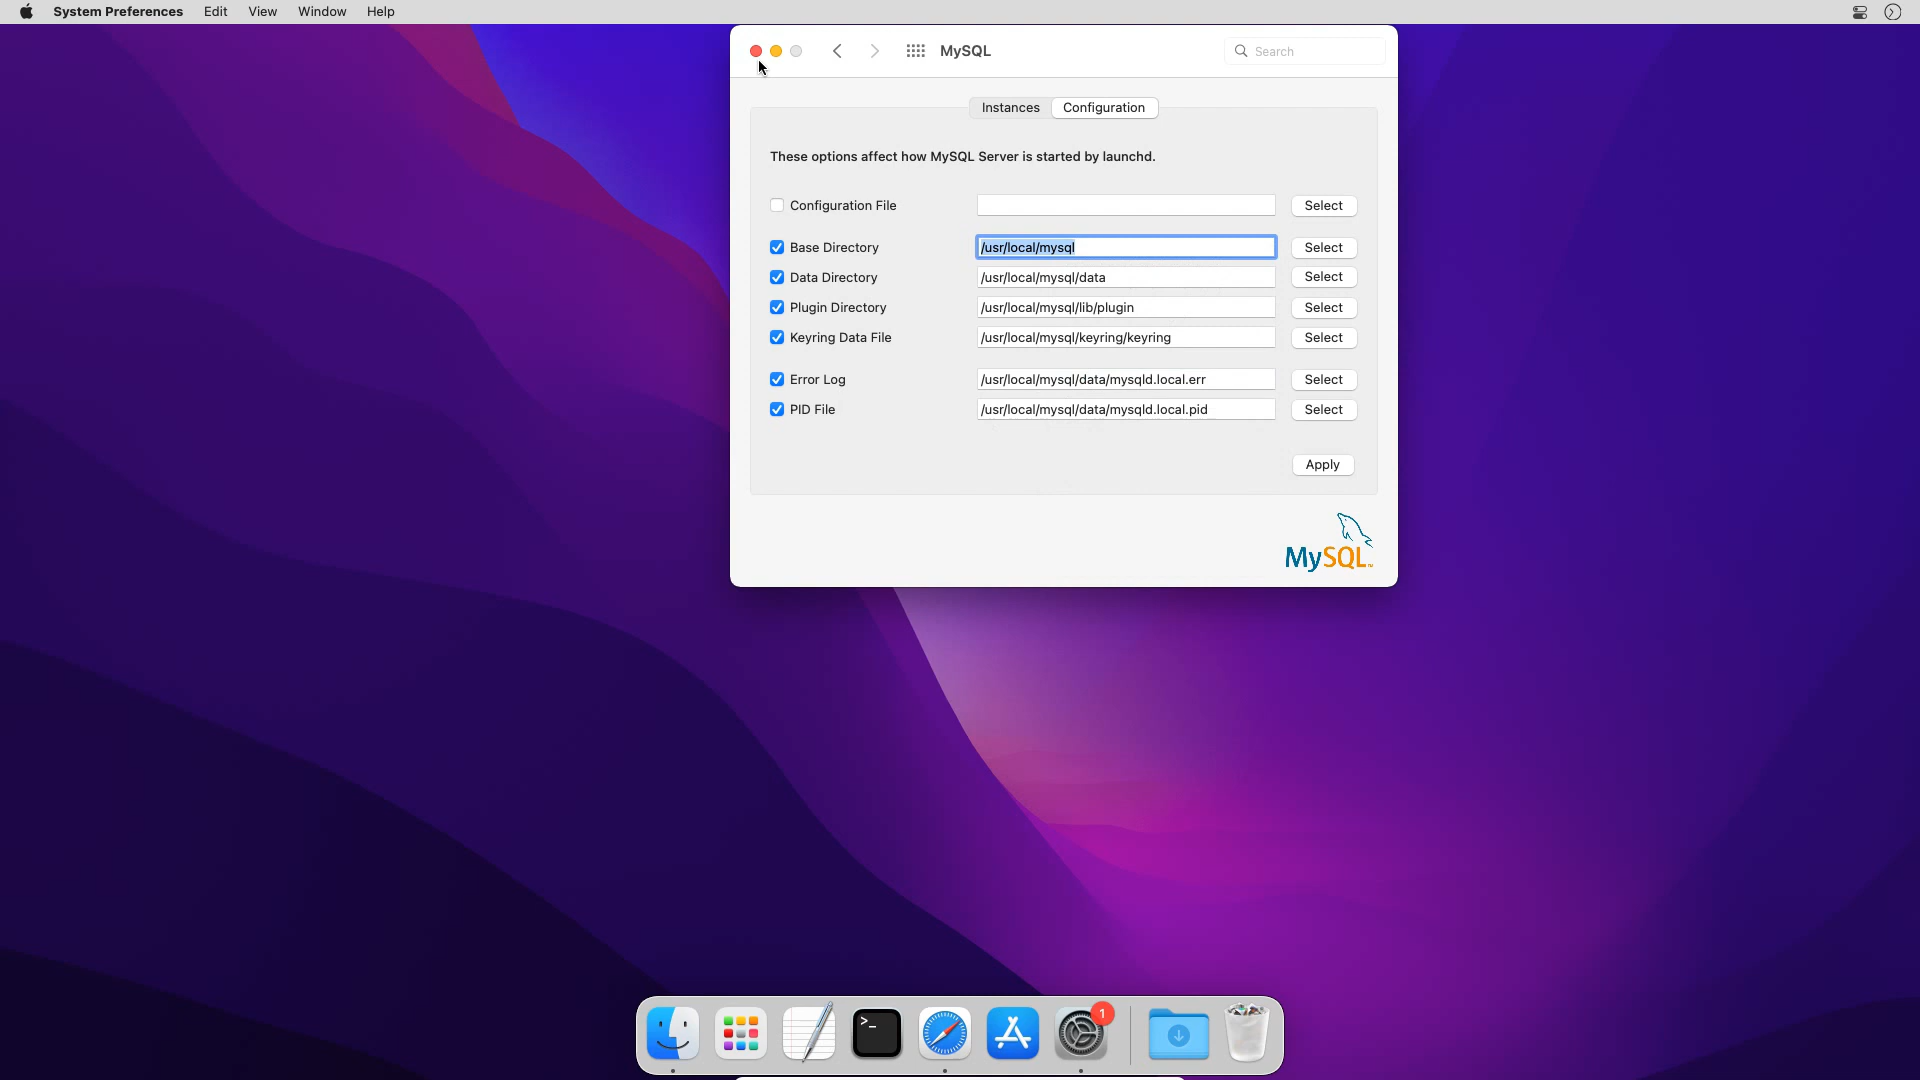 System Preferences Edit View Window Help
MySQL
Search
Instances Configuration
These options affect how MySQL Server is started by launchd.
Configuration File Select
Base Directory /usr/local/mysql Select
Data Directory /usr/local/mysql/data Select
Plugin Directory /usr/local/mysql/lib/plugin Select
Keyring Data File /usr/local/mysql/keyring/keyring Select
Error Log /usr/local/mysql/data/mysqld.local.err Select
PID File /usr/local/mysql/data/mysqld.local.pid Select
Apply
MySQL™
>_
1